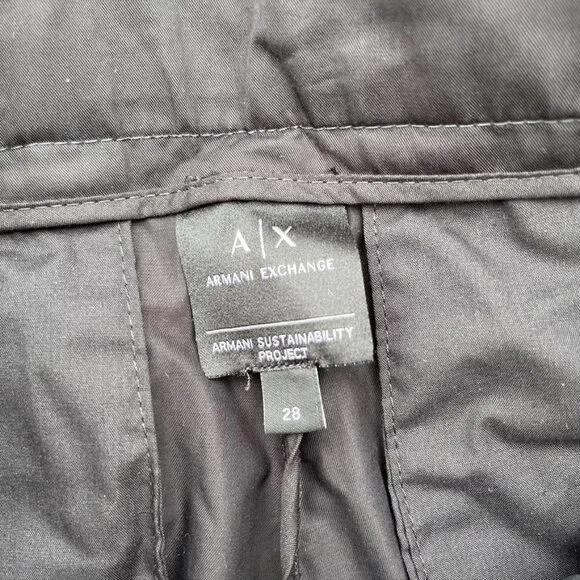 A|X
ARMANI EXCHANGE
ARMANI SUSTAINABILITY
PROJECT
28